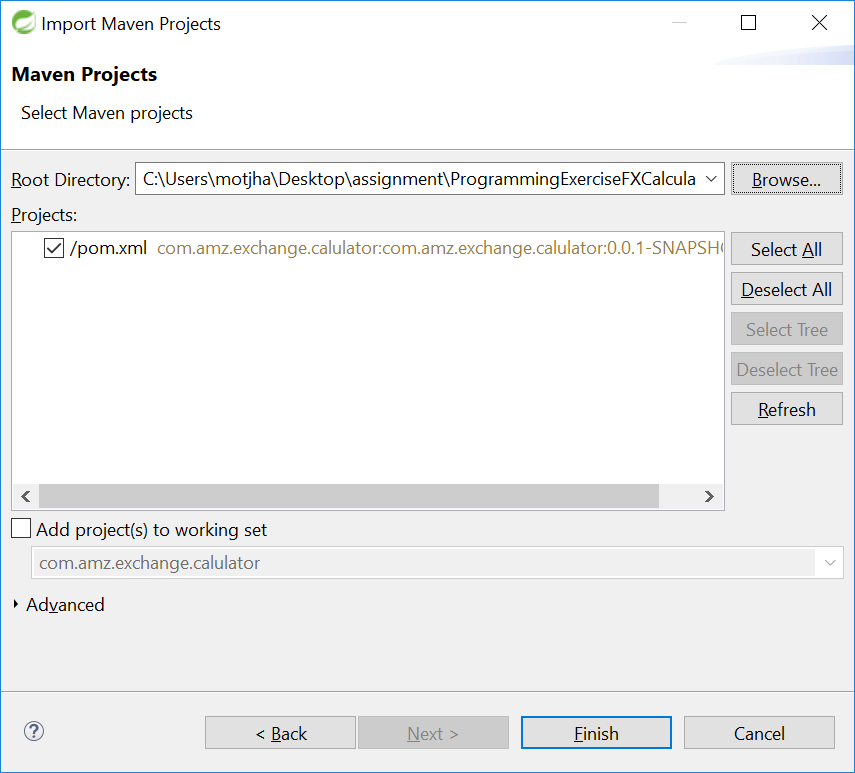 Import Maven Projects
Maven Projects
Select Maven projects
Root Directory: C:\Users\motjha\Desktop\assignment\ProgrammingExerciseFXCalcula Browse...
Projects:
/pom.xml com.amz.exchange.calulator:com.amz.exchange.calulator:0.0.1-SNAPSHO
Select All
Deselect All
Select Tree
Deselect Tree
Refresh
Add project(s) to working set
com.amz.exchange.calulator
Advanced
? < Back Next > Finish Cancel